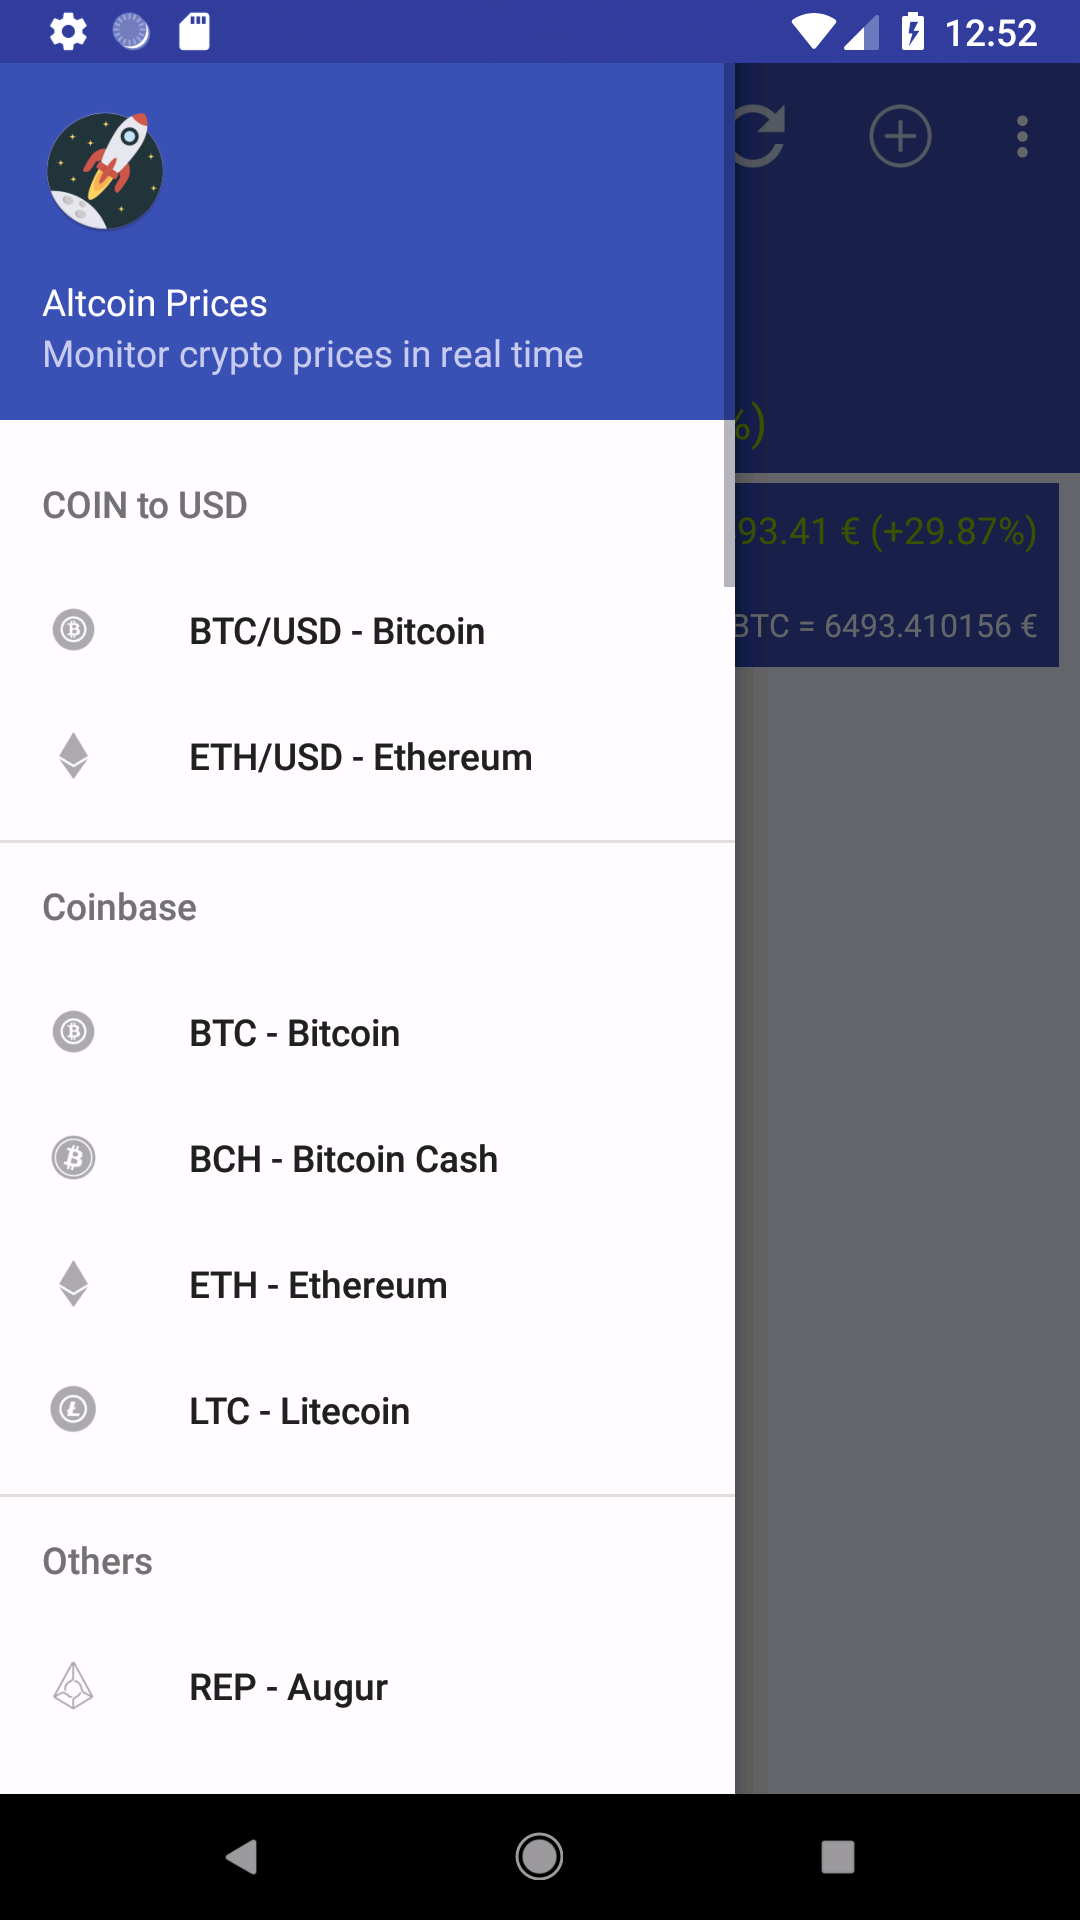 12:52
Altcoin Prices
Monitor crypto prices in real time
%)
COIN to USD
93.41 € (+29.87%)
BTC/USD - Bitcoin
BTC = 6493.410156 €
ETH/USD - Ethereum
Coinbase
BTC - Bitcoin
BCH - Bitcoin Cash
ETH - Ethereum
LTC - Litecoin
Others
REP - Augur